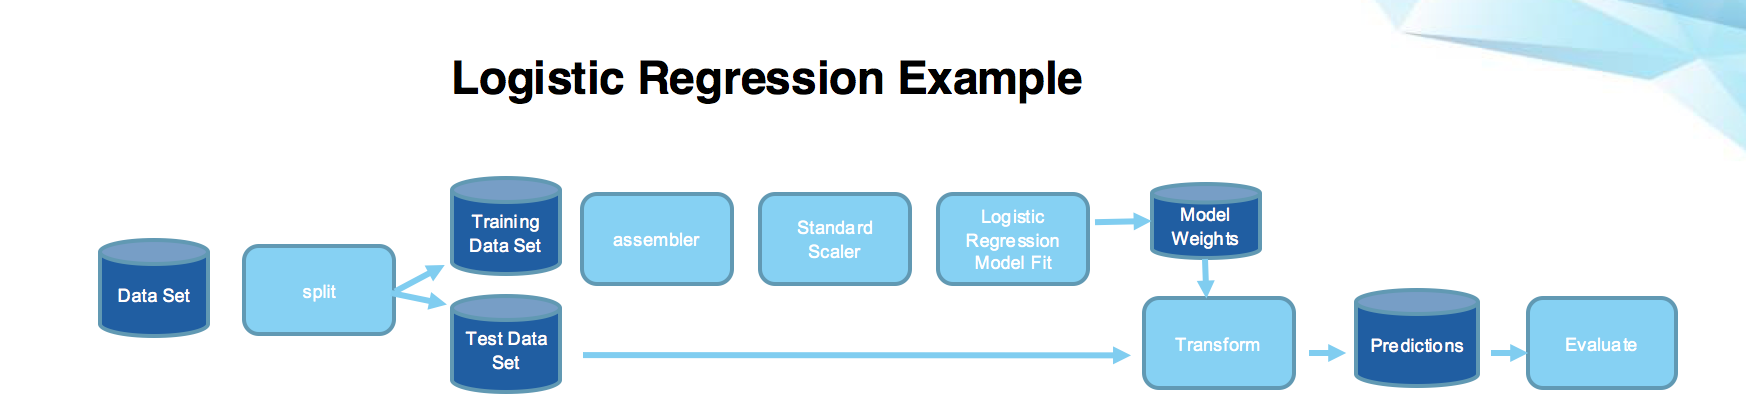 Logistic Regression Example
Data Set
split
Training
Data Set
Test Data
Set
assembler
Standard
Scaler
Logistic
Regression
Model Fit
Model
Weights
Transform
Predictions
Evaluate